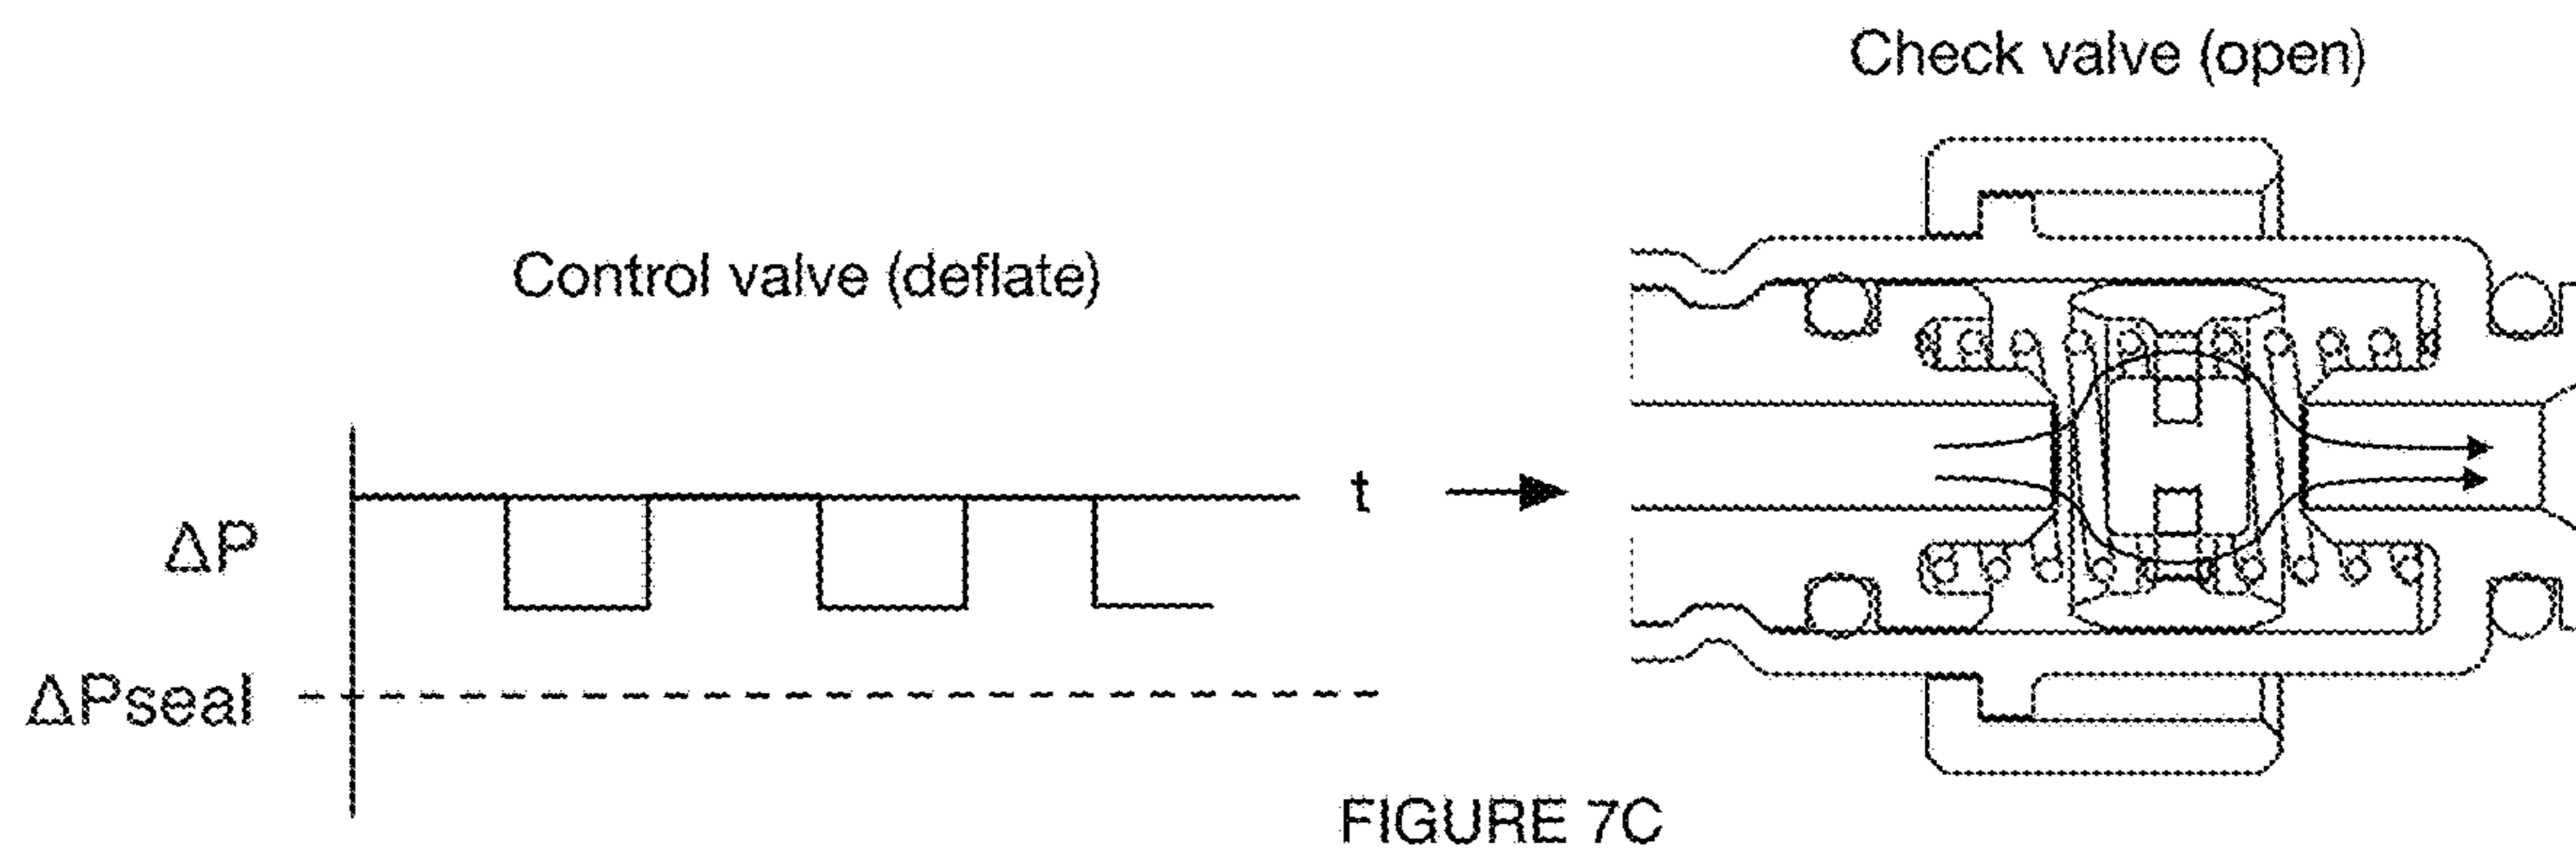 Check valve (open)
Control valve (deflate)
ΔP
t
ΔPseal
FIGURE 7C